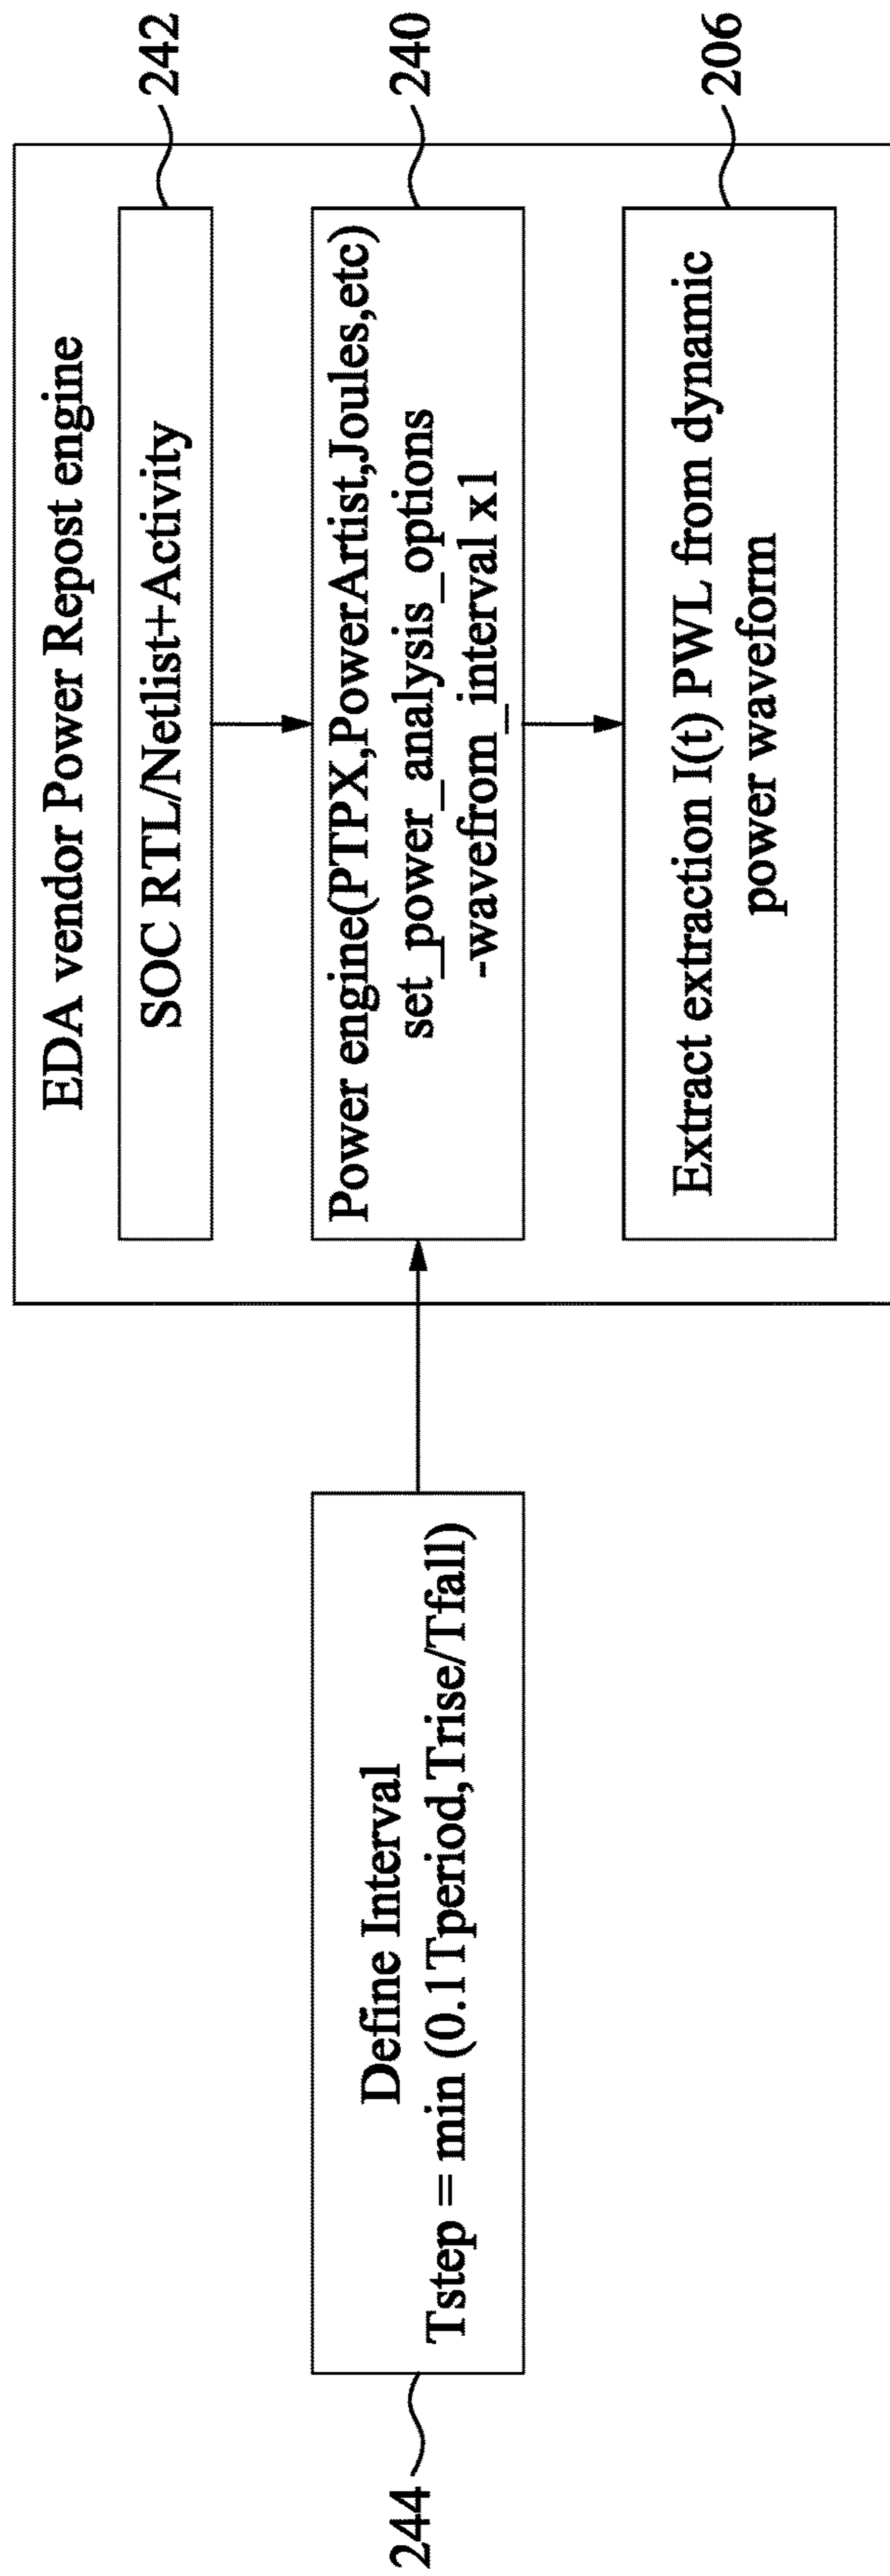 EDA vendor Power Repost engine
SOC RTL/Netlist+Activity
242
Power engine(PTPX,PowerArtist,Joules,etc)
set_power_analysis_options
-wavefrom_interval x1
240
Extract extraction I(t) PWL from dynamic
power waveform
206
Define Interval
Tstep = min (0.1Tperiod,Trise/Tfall)
244